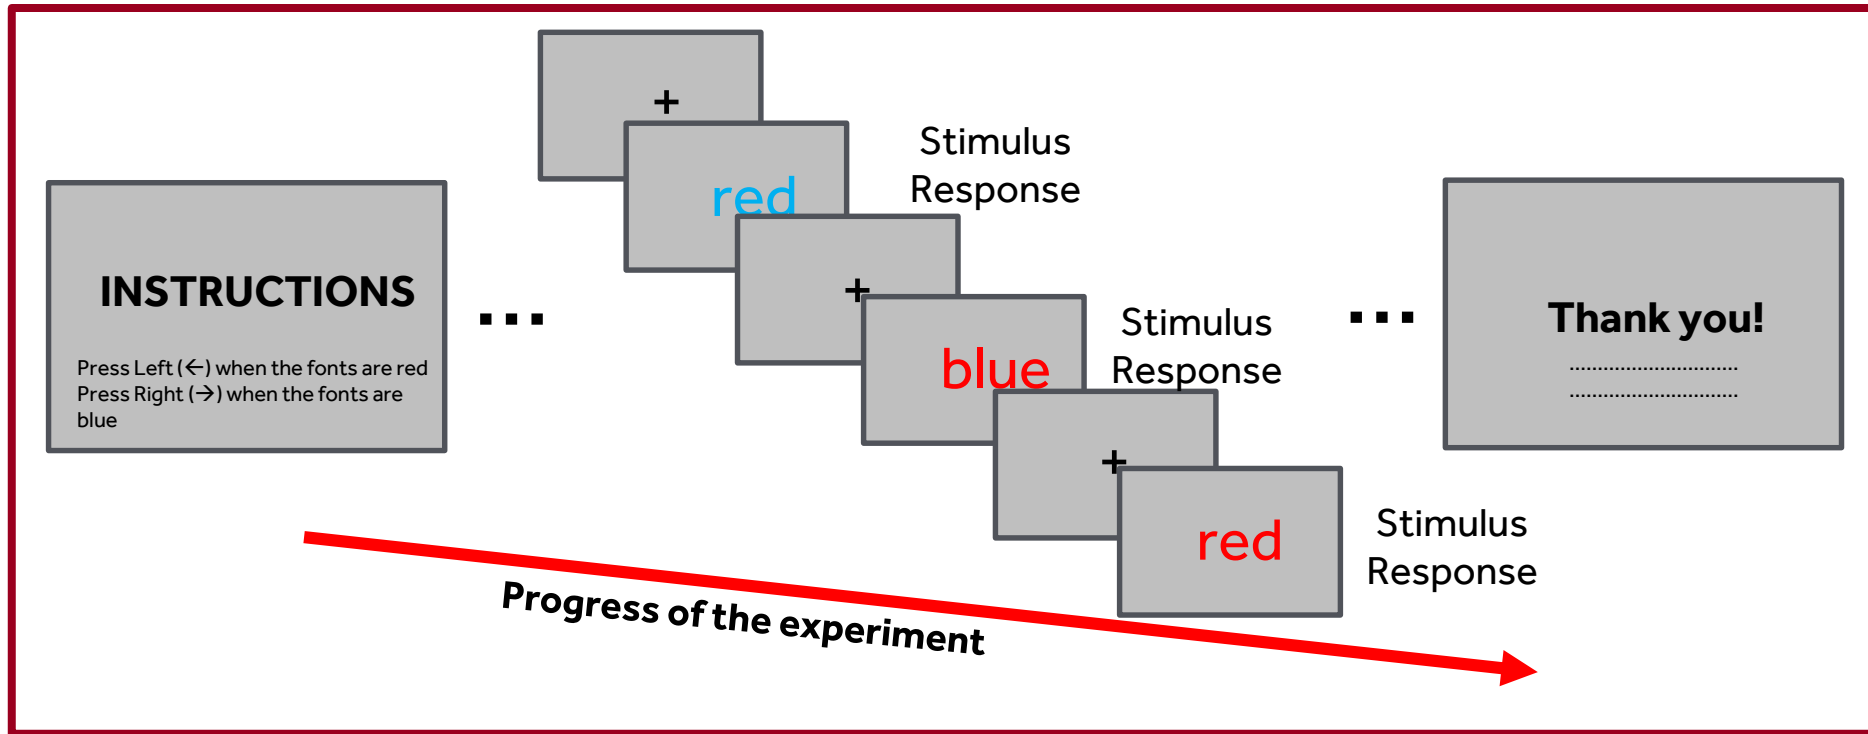 INSTRUCTIONS
Press Left (←) when the fonts are red
Press Right (→) when the fonts are
blue
...
+
red
Stimulus
Response
+
blue
Stimulus
Response
+
red
Stimulus
Response
...
Thank you!
..............................
..............................
Progress of the experiment